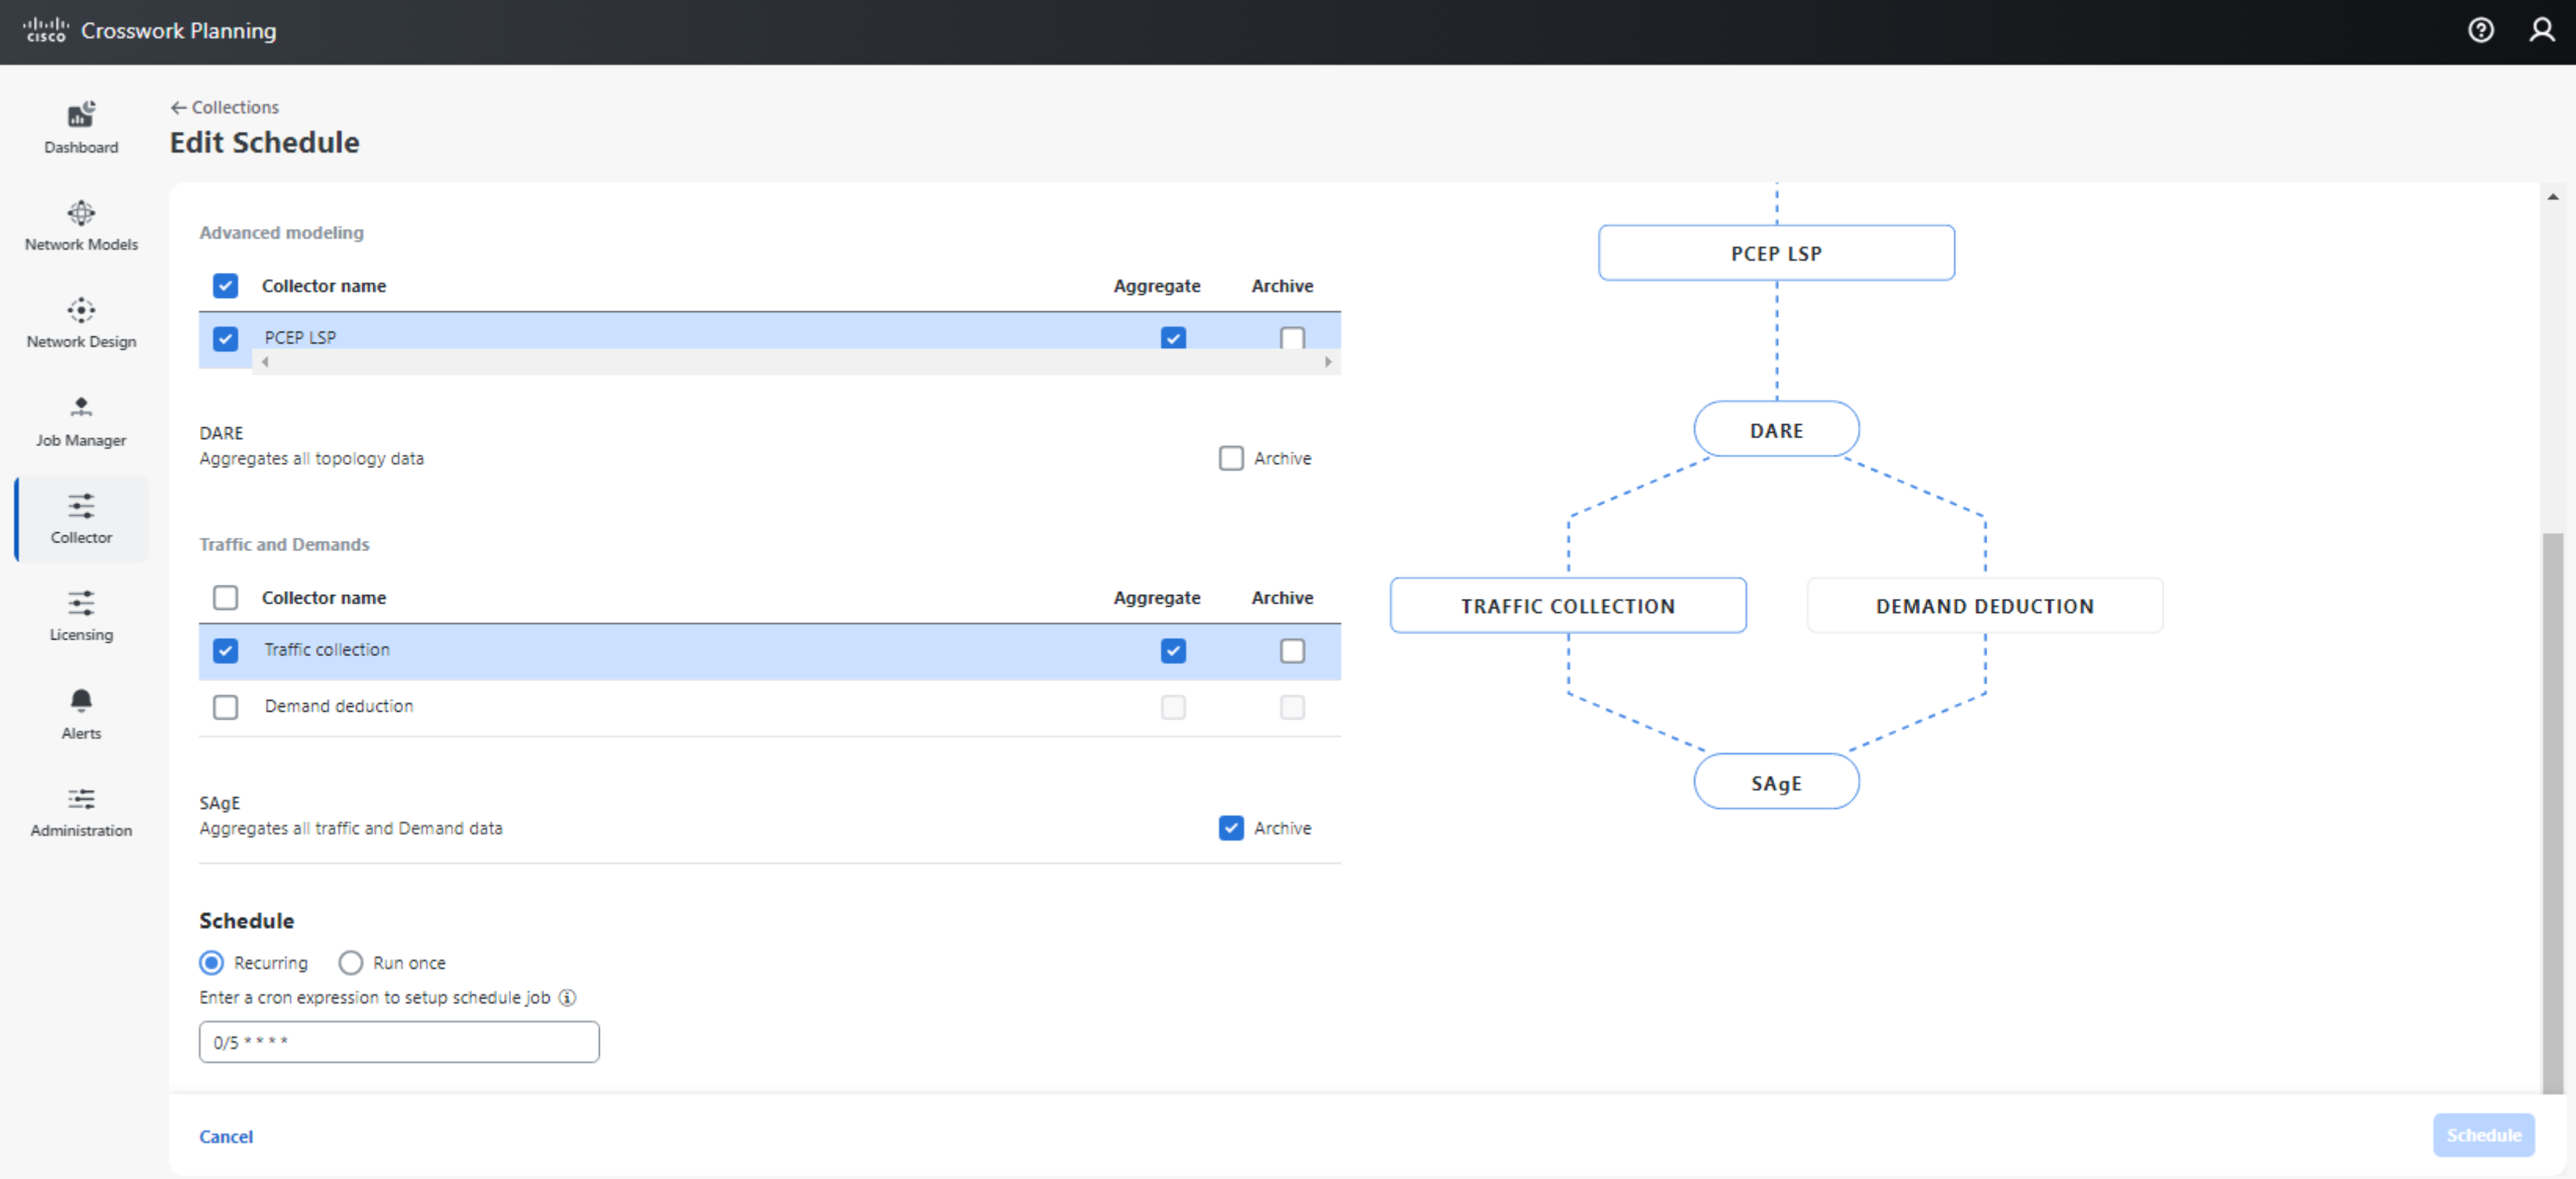 cisco Crosswork Planning
Dashboard
Network Models
Network Design
Job Manager
Collector
Licensing
Alerts
Administration
← Collections
Edit Schedule
Advanced modeling
Collector name Aggregate Archive
PCEP LSP
DARE
Aggregates all topology data Archive
Traffic and Demands
Collector name Aggregate Archive
Traffic collection
Demand deduction
SAgE
Aggregates all traffic and Demand data Archive
Schedule
Recurring Run once
Enter a cron expression to setup schedule job
0/5 * * * *
PCEP LSP
DARE
TRAFFIC COLLECTION DEMAND DEDUCTION
SAgE
Cancel Schedule